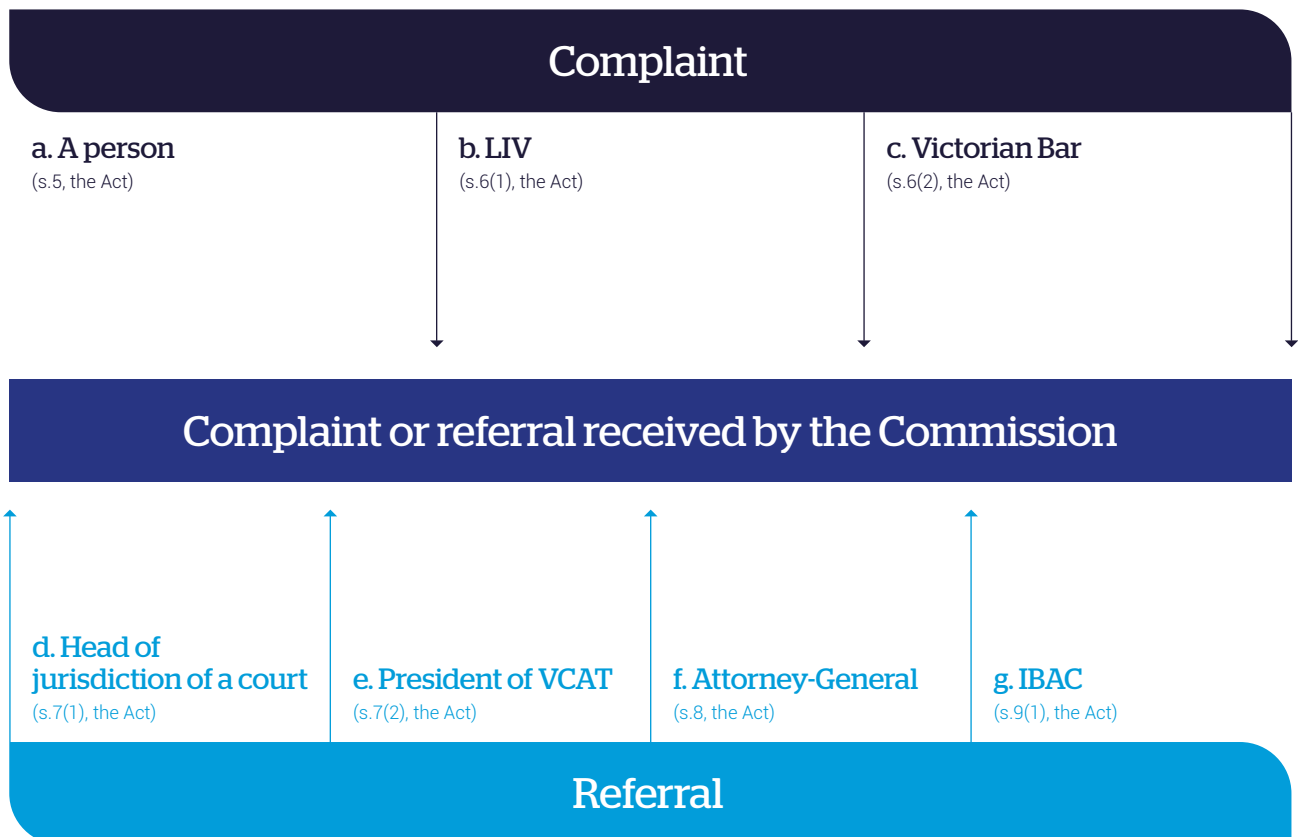 Complaint
a. A person
(s.5, the Act)
b. LIV
(s.6(1), the Act)
c. Victorian Bar
(s.6(2), the Act)
Complaint or referral received by the Commission
d. Head of
jurisdiction of a court
(s.7(1), the Act)
e. President of VCAT
(s.7(2), the Act)
f. Attorney-General
(s.8, the Act)
g. IBAC
(s.9(1), the Act)
Referral